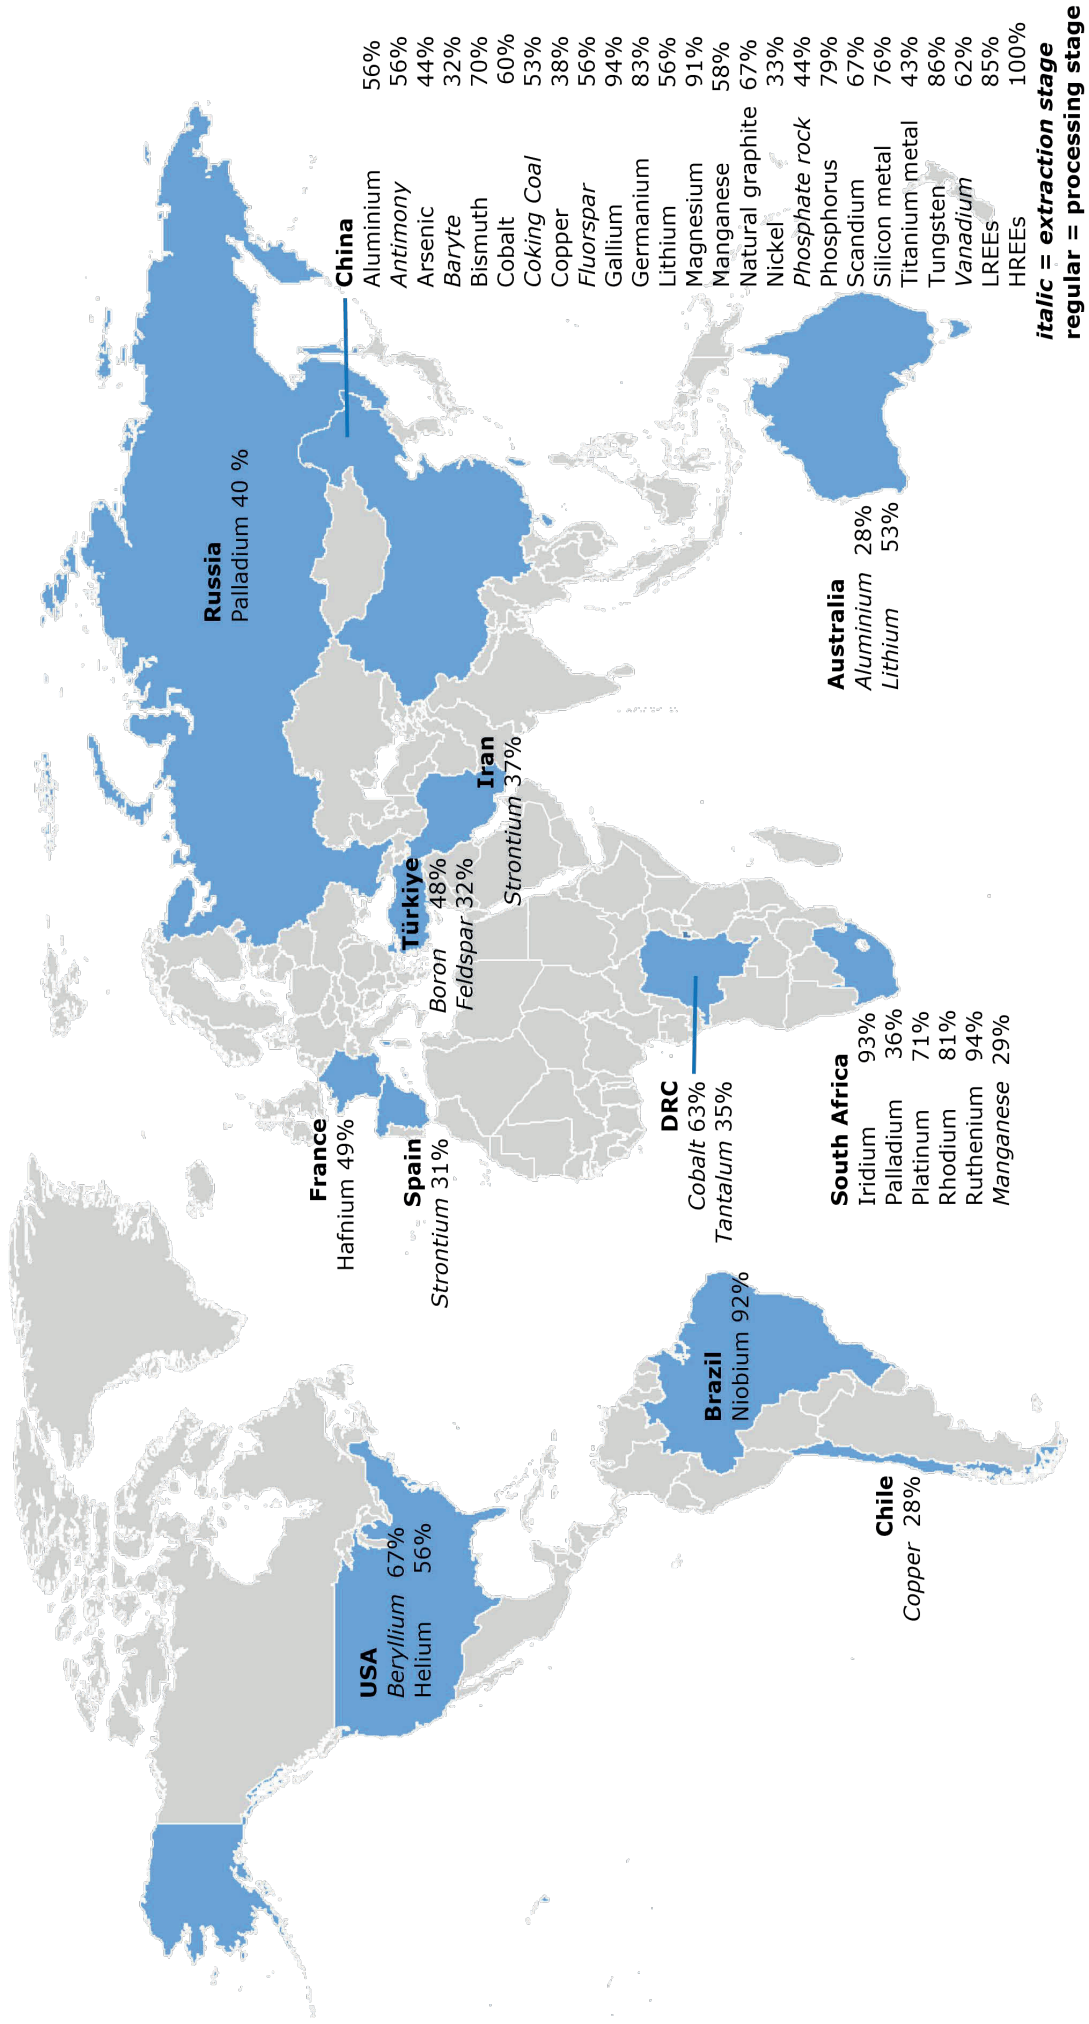 Russia
Palladium 40 %
China
Aluminium 56%
Antimony 56%
Arsenic 44%
Baryte 32%
Bismuth 70%
Cobalt 60%
Coking Coal 53%
Copper 38%
Fluorspar 56%
Gallium 94%
Germanium 83%
Lithium 56%
Magnesium 91%
Manganese 58%
Natural graphite 67%
Nickel 33%
Phosphate rock 44%
Phosphorus 79%
Scandium 67%
Silicon metal 76%
Titanium metal 43%
Tungsten 86%
Vanadium 62%
LREEs 85%
HREEs 100%
France
Hafnium 49%
Spain
Strontium 31%
Türkiye
Boron 48%
Feldspar 32%
Iran
Strontium 37%
USA
Beryllium 67%
Helium 56%
DRC
Cobalt 63%
Tantalum 35%
Brazil
Niobium 92%
Chile
Copper 28%
South Africa
Iridium 93%
Palladium 36%
Platinum 71%
Rhodium 81%
Ruthenium 94%
Manganese 29%
Australia
Aluminium 28%
Lithium 53%
italic = extraction stage
regular = processing stage